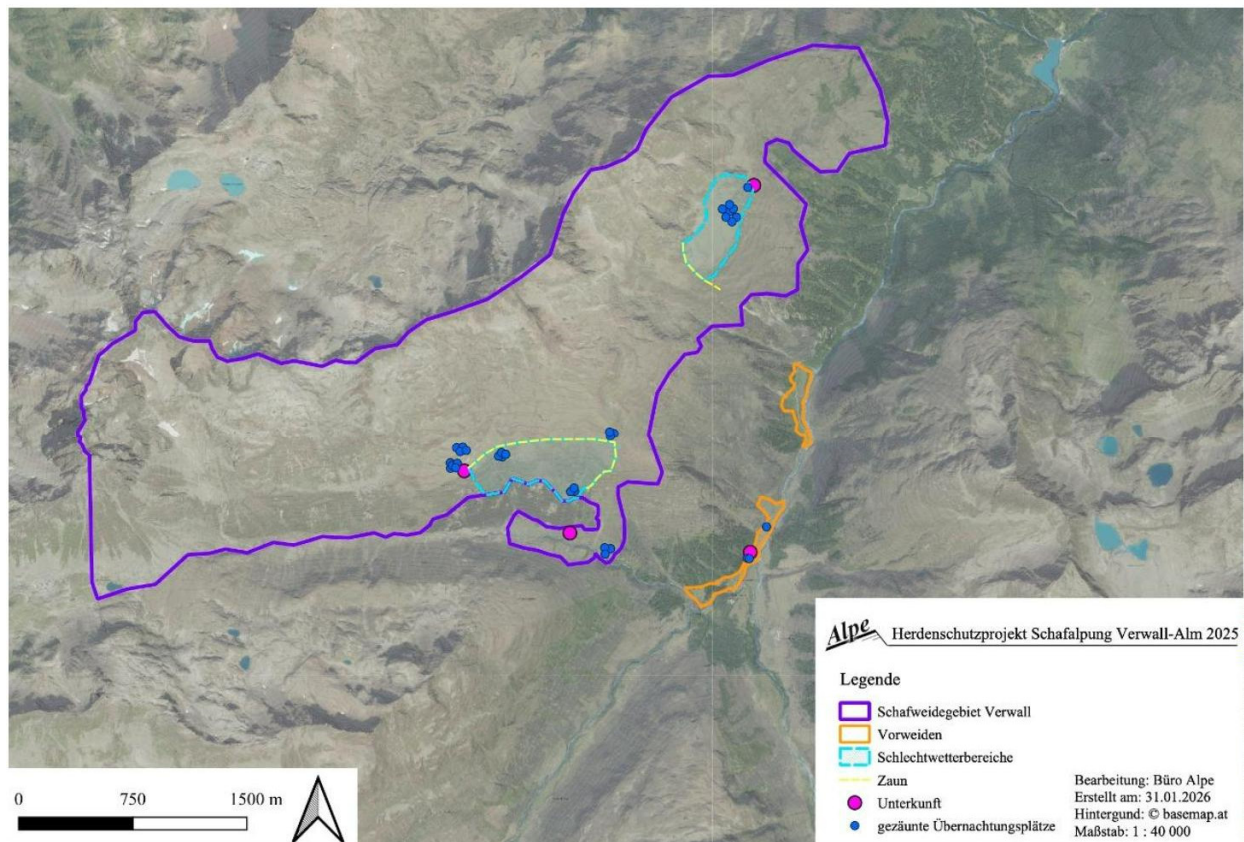 Alpe
Herdenschutzprojekt Schafalpung Verwall-Alm 2025
Legende
Schafweidegebiet Verwall
Vorweiden
Schlechtwetterbereiche
Zaun
Unterkunft
gezäunte Übernachtungsplätze
Bearbeitung: Büro Alpe
Erstellt am: 31.01.2026
Hintergund: © basemap.at
Maßstab: 1 : 40 000
0 750 1500 m